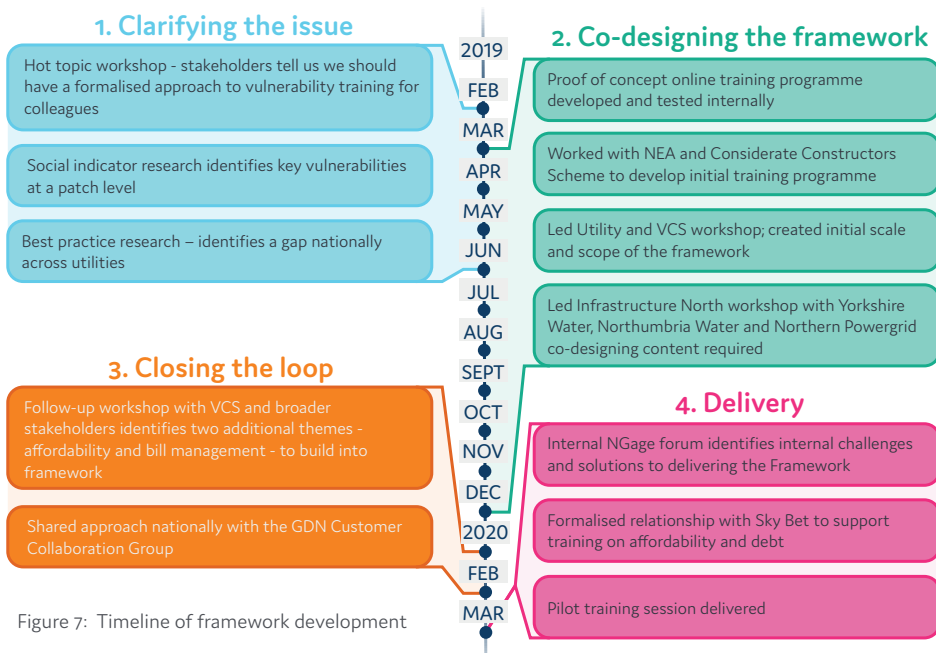 1. Clarifying the issue
Hot topic workshop - stakeholders tell us we should
have a formalised approach to vulnerability training for
colleagues
Social indicator research identifies key vulnerabilities
at a patch level
Best practice research – identifies a gap nationally
across utilities
2019
FEB
MAR
APR
MAY
JUN
JUL
AUG
SEPT
OCT
NOV
DEC
2020
FEB
MAR
2. Co-designing the framework
Proof of concept online training programme
developed and tested internally
Worked with NEA and Considerate Constructors
Scheme to develop initial training programme
Led Utility and VCS workshop; created initial scale
and scope of the framework
Led Infrastructure North workshop with Yorkshire
Water, Northumbria Water and Northern Powergrid
co-designing content required
3. Closing the loop
Follow-up workshop with VCS and broader
stakeholders identifies two additional themes -
affordability and bill management - to build into
framework
Shared approach nationally with the GDN Customer
Collaboration Group
4. Delivery
Internal NGage forum identifies internal challenges
and solutions to delivering the Framework
Formalised relationship with Sky Bet to support
training on affordability and debt
Pilot training session delivered
Figure 7: Timeline of framework development